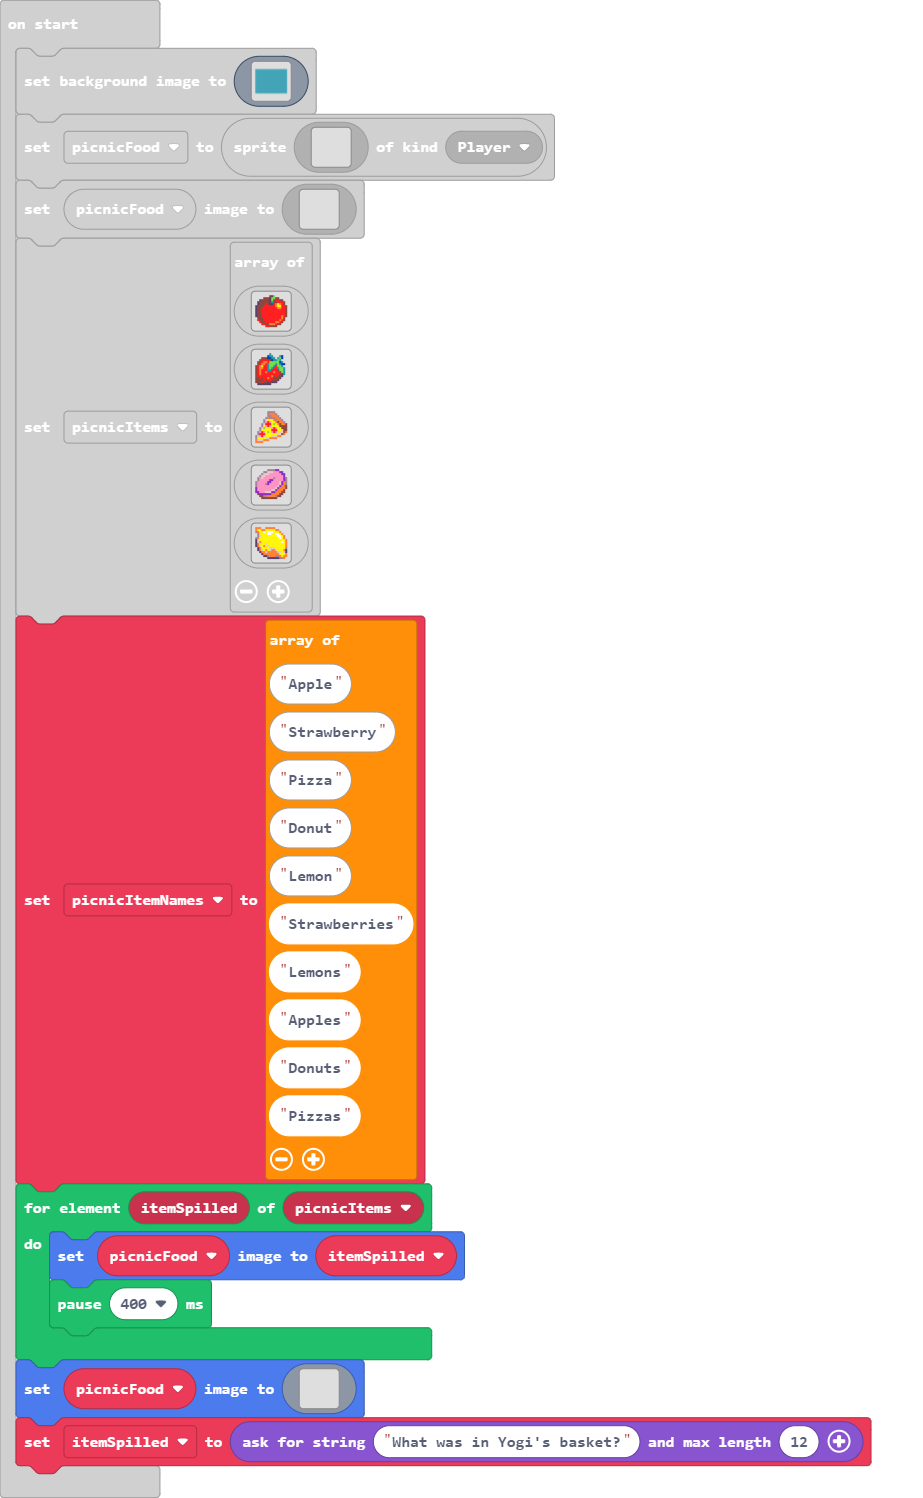 on start
set background image to
set picnicFood to sprite of kind Player
set picnicFood image to
array of
set picnicItems to
array of
"Apple"
"Strawberry"
"Pizza"
"Donut"
"Lemon"
set picnicItemNames to
"Strawberries"
"Lemons"
"Apples"
"Donuts"
"Pizzas"
for element itemSpilled of picnicItems
do
set picnicFood image to itemSpilled
pause 400 ms
set picnicFood image to
set itemSpilled to ask for string "What was in Yogi's basket?" and max length 12